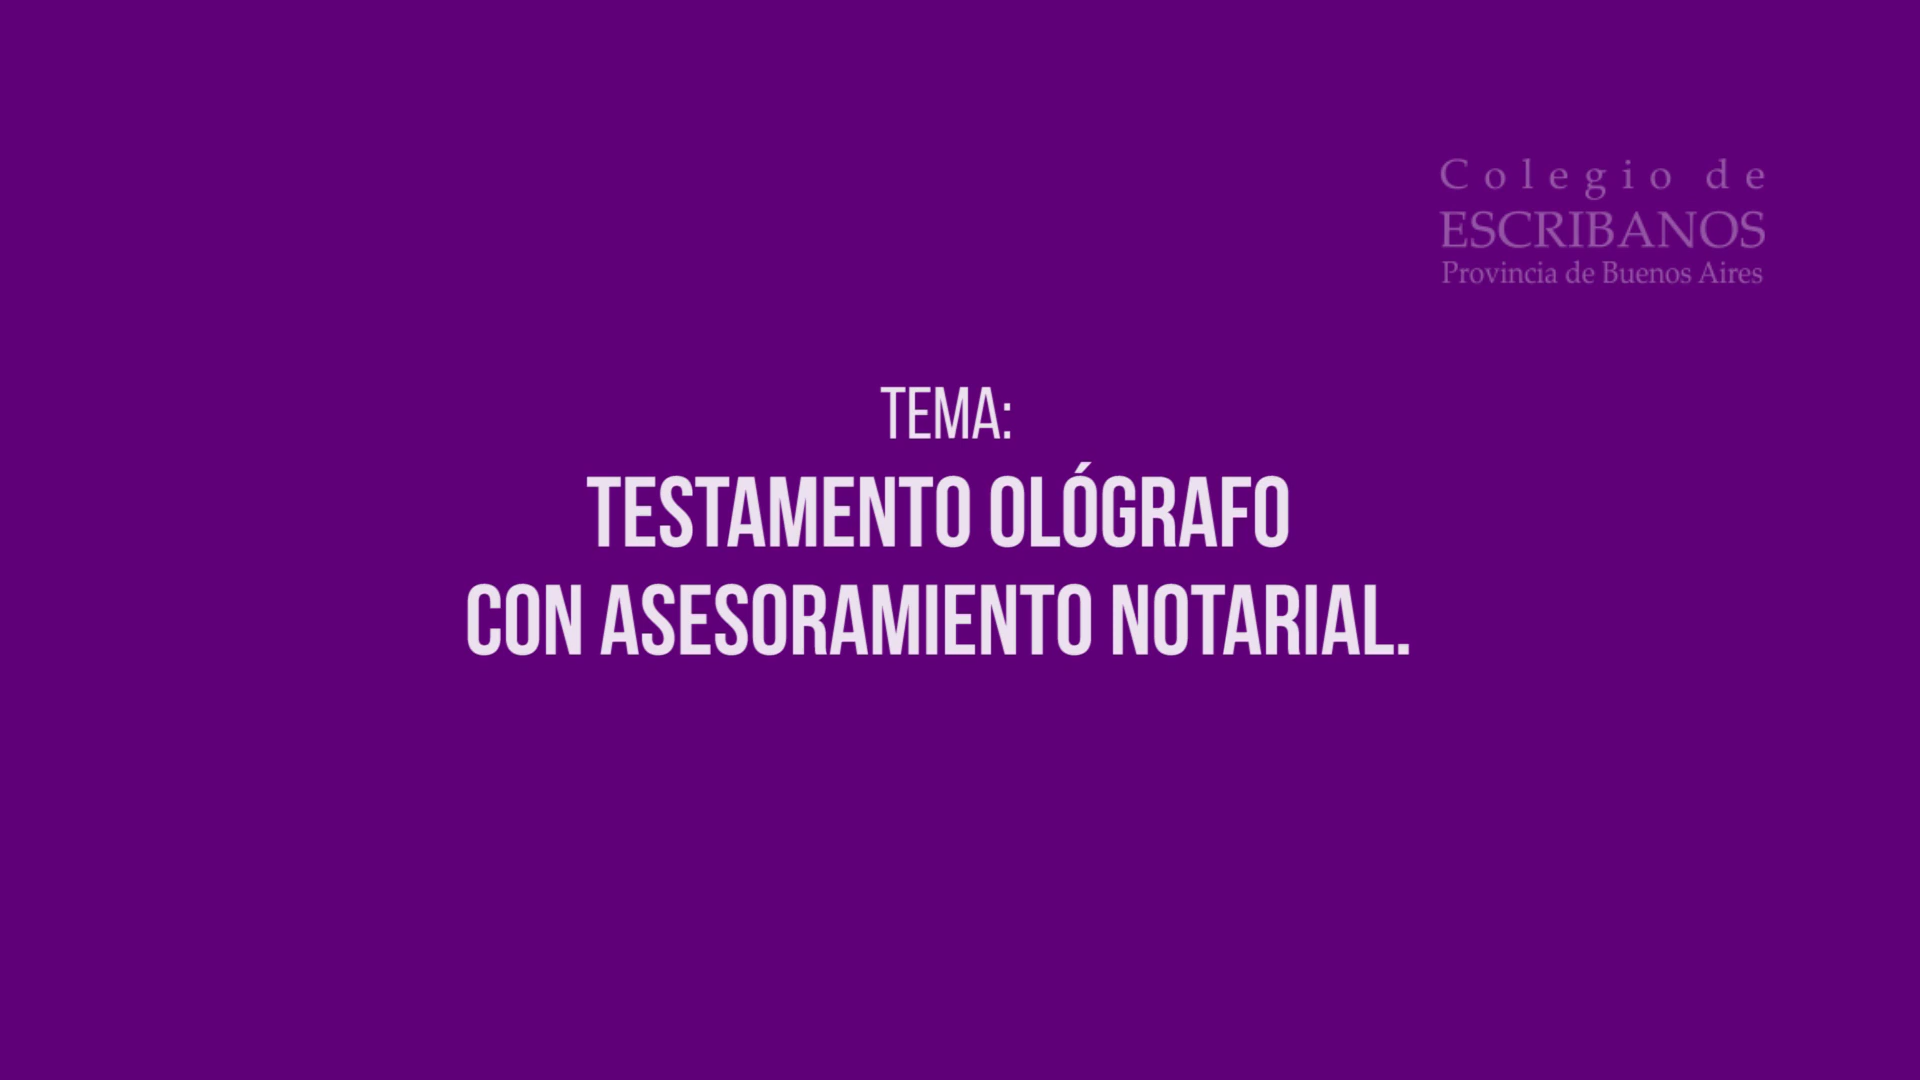 Colegio de
ESCRIBANOS
Provincia de Buenos Aires
TEMA:
TESTAMENTO OLÓGRAFO
CON ASESORAMIENTO NOTARIAL.